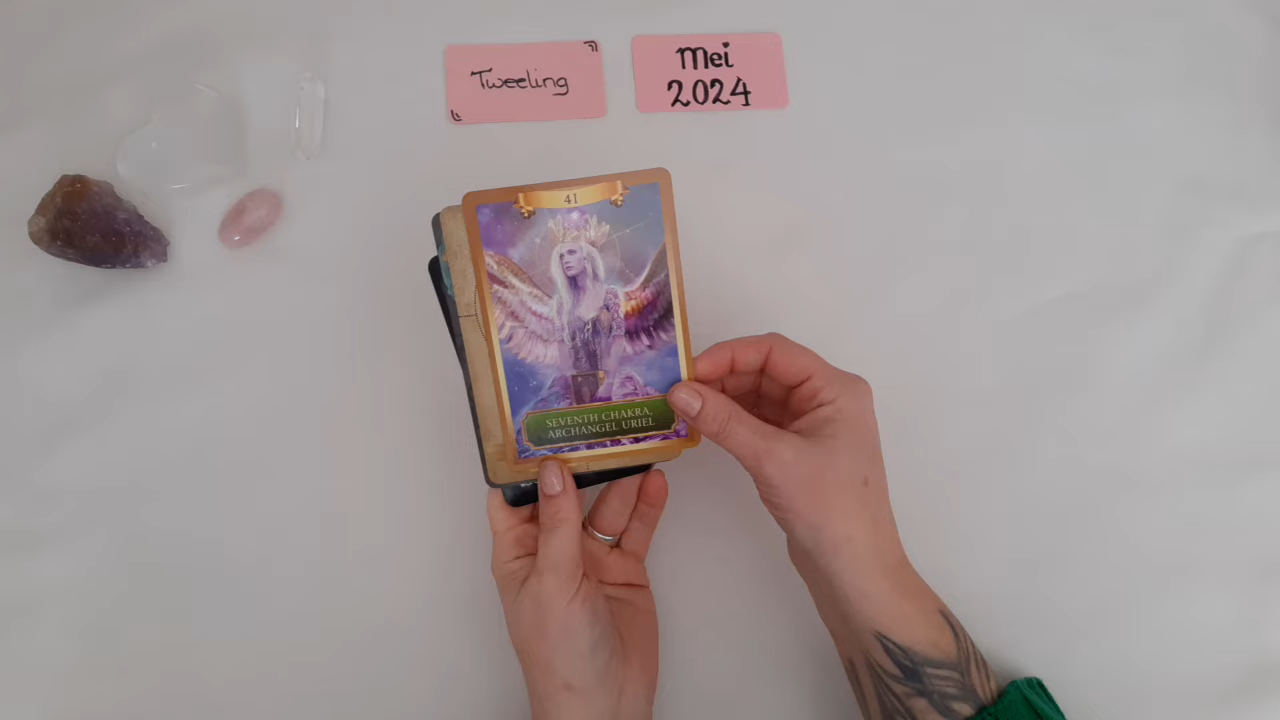 Tweeling
Mei
2024
41
SEVENTH CHAKRA,
ARCHANGEL URIEL